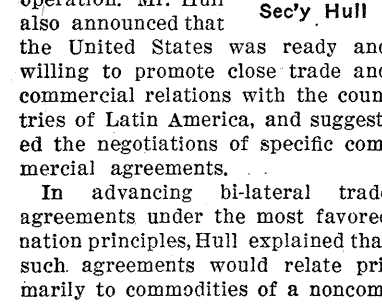 operation. Mr. Hull
also announced that
Sec'y Hull
the United States was ready and
willing to promote close trade and
commercial relations with the coun
tries of Latin America, and suggest
ed the negotiations of specific com
mercial agreements.
In advancing bi-lateral trade
agreements under the most favored
nation principles, Hull explained that
such agreements would relate pri
marily to commodities of a noncom